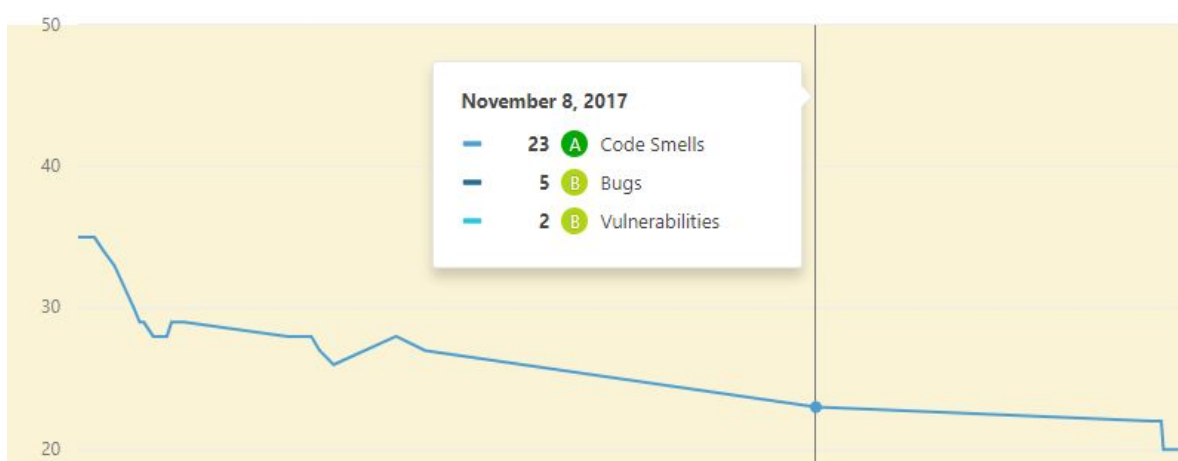 50
November 8, 2017
23 A Code Smells
40
5 B Bugs
2 B Vulnerabilities
30
20